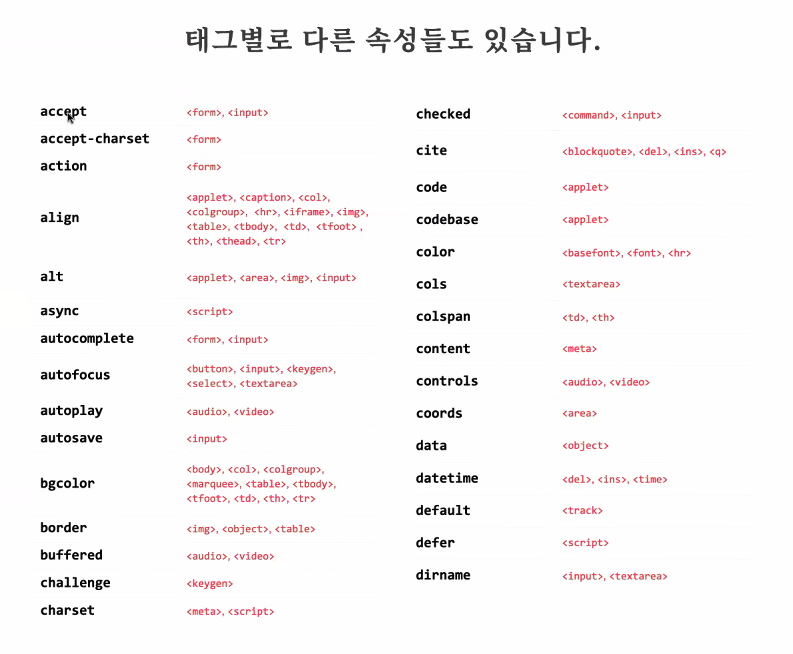 태그별로 다른 속성들도 있습니다.
accept <form>, <input>
accept-charset <form>
action <form>
align <applet>, <caption>, <col>,
<colgroup>, <hr>, <iframe>, <img>,
<table>, <tbody>, <td>, <tfoot> ,
<th>, <thead>, <tr>
alt <applet>, <area>, <img>, <input>
async <script>
autocomplete <form>, <input>
autofocus <button>, <input>, <keygen>,
<select>, <textarea>
autoplay <audio>, <video>
autosave <input>
bgcolor <body>, <col>, <colgroup>,
<marquee>, <table>, <tbody>,
<tfoot>, <td>, <th>, <tr>
border <img>, <object>, <table>
buffered <audio>, <video>
challenge <keygen>
charset <meta>, <script>
checked <command>, <input>
cite <blockquote>, <del>, <ins>, <q>
code <applet>
codebase <applet>
color <basefont>, <font>, <hr>
cols <textarea>
colspan <td>, <th>
content <meta>
controls <audio>, <video>
coords <area>
data <object>
datetime <del>, <ins>, <time>
default <track>
defer <script>
dirname <input>, <textarea>